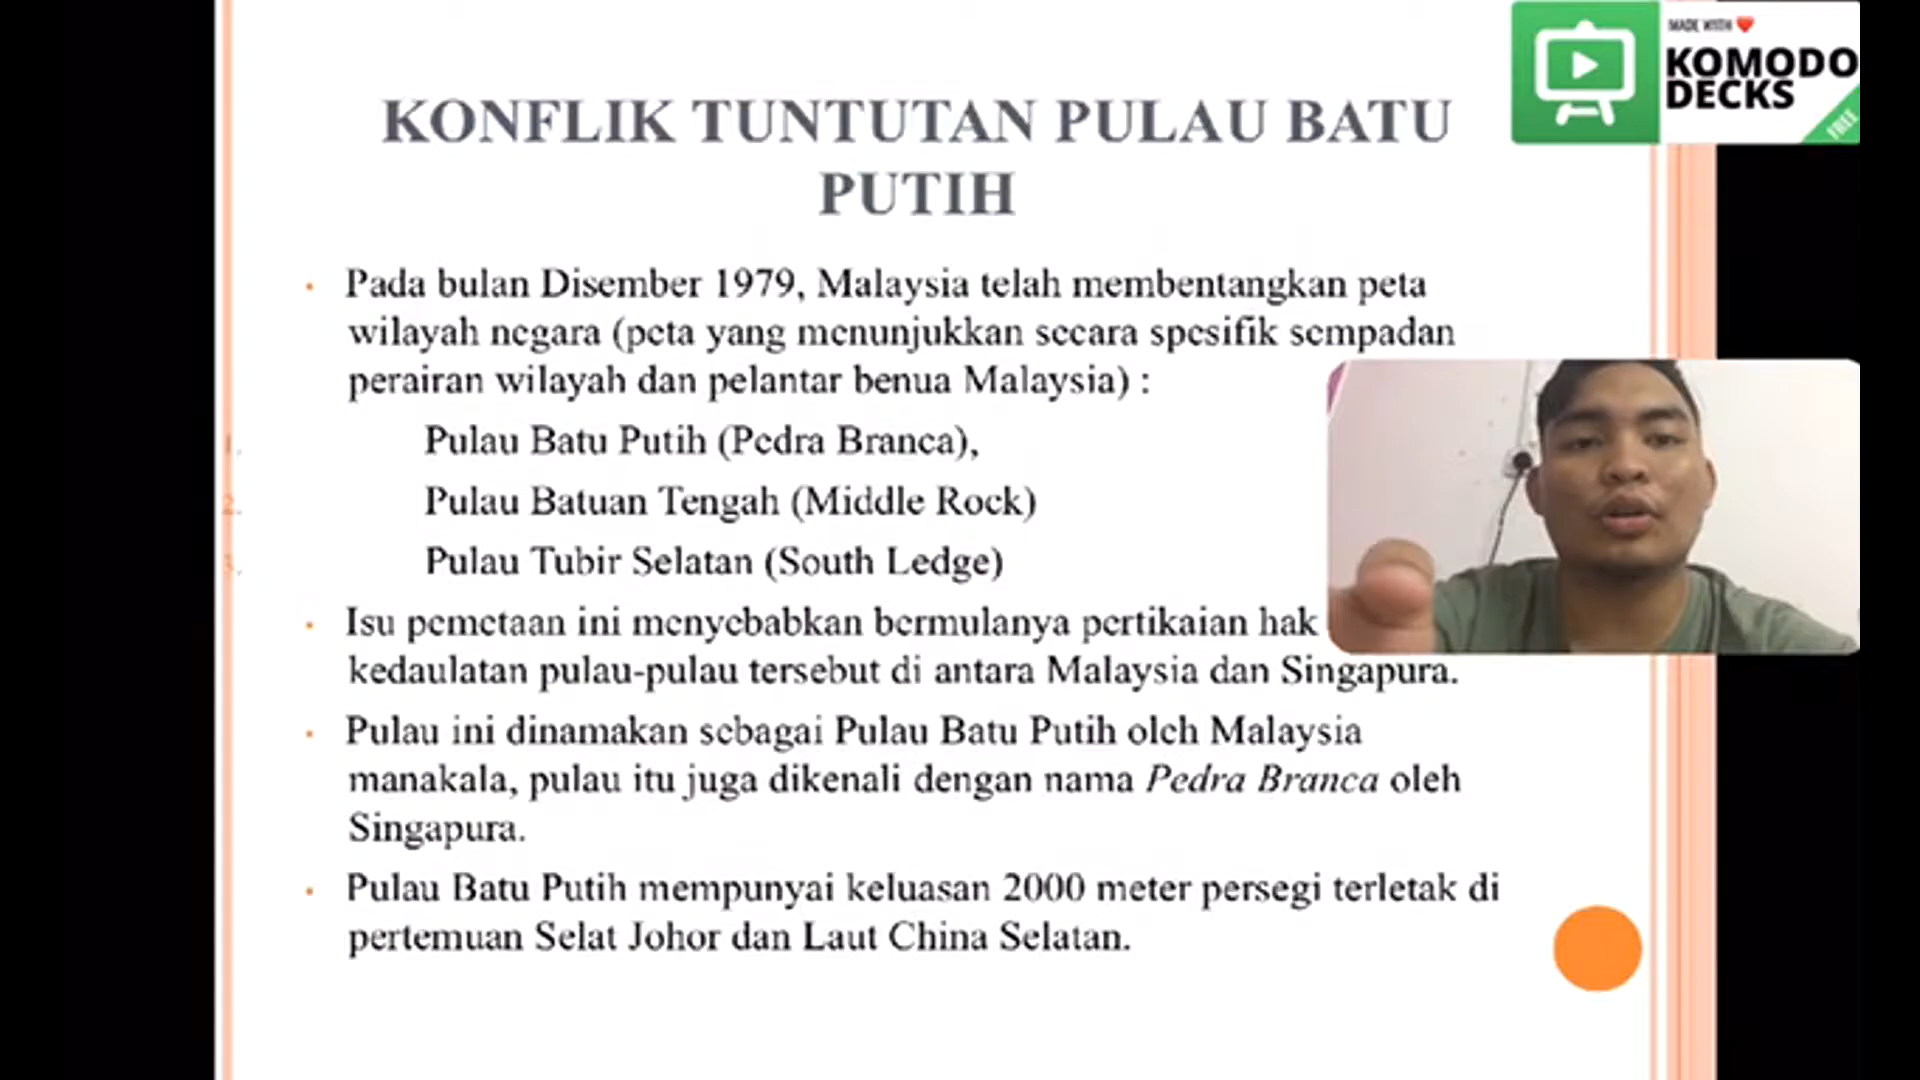 MADE WITH ❤
KOMODO
DECKS
FREE
KONFLIK TUNTUTAN PULAU BATU
PUTIH
• Pada bulan Disember 1979, Malaysia telah membentangkan peta
wilayah negara (peta yang menunjukkan secara spesifik sempadan
perairan wilayah dan pelantar benua Malaysia) :
1. Pulau Batu Putih (Pedra Branca),
2. Pulau Batuan Tengah (Middle Rock)
3. Pulau Tubir Selatan (South Ledge)
• Isu pemetaan ini menyebabkan bermulanya pertikaian hak
kedaulatan pulau-pulau tersebut di antara Malaysia dan Singapura.
• Pulau ini dinamakan sebagai Pulau Batu Putih oleh Malaysia
manakala, pulau itu juga dikenali dengan nama Pedra Branca oleh
Singapura.
• Pulau Batu Putih mempunyai keluasan 2000 meter persegi terletak di
pertemuan Selat Johor dan Laut China Selatan.